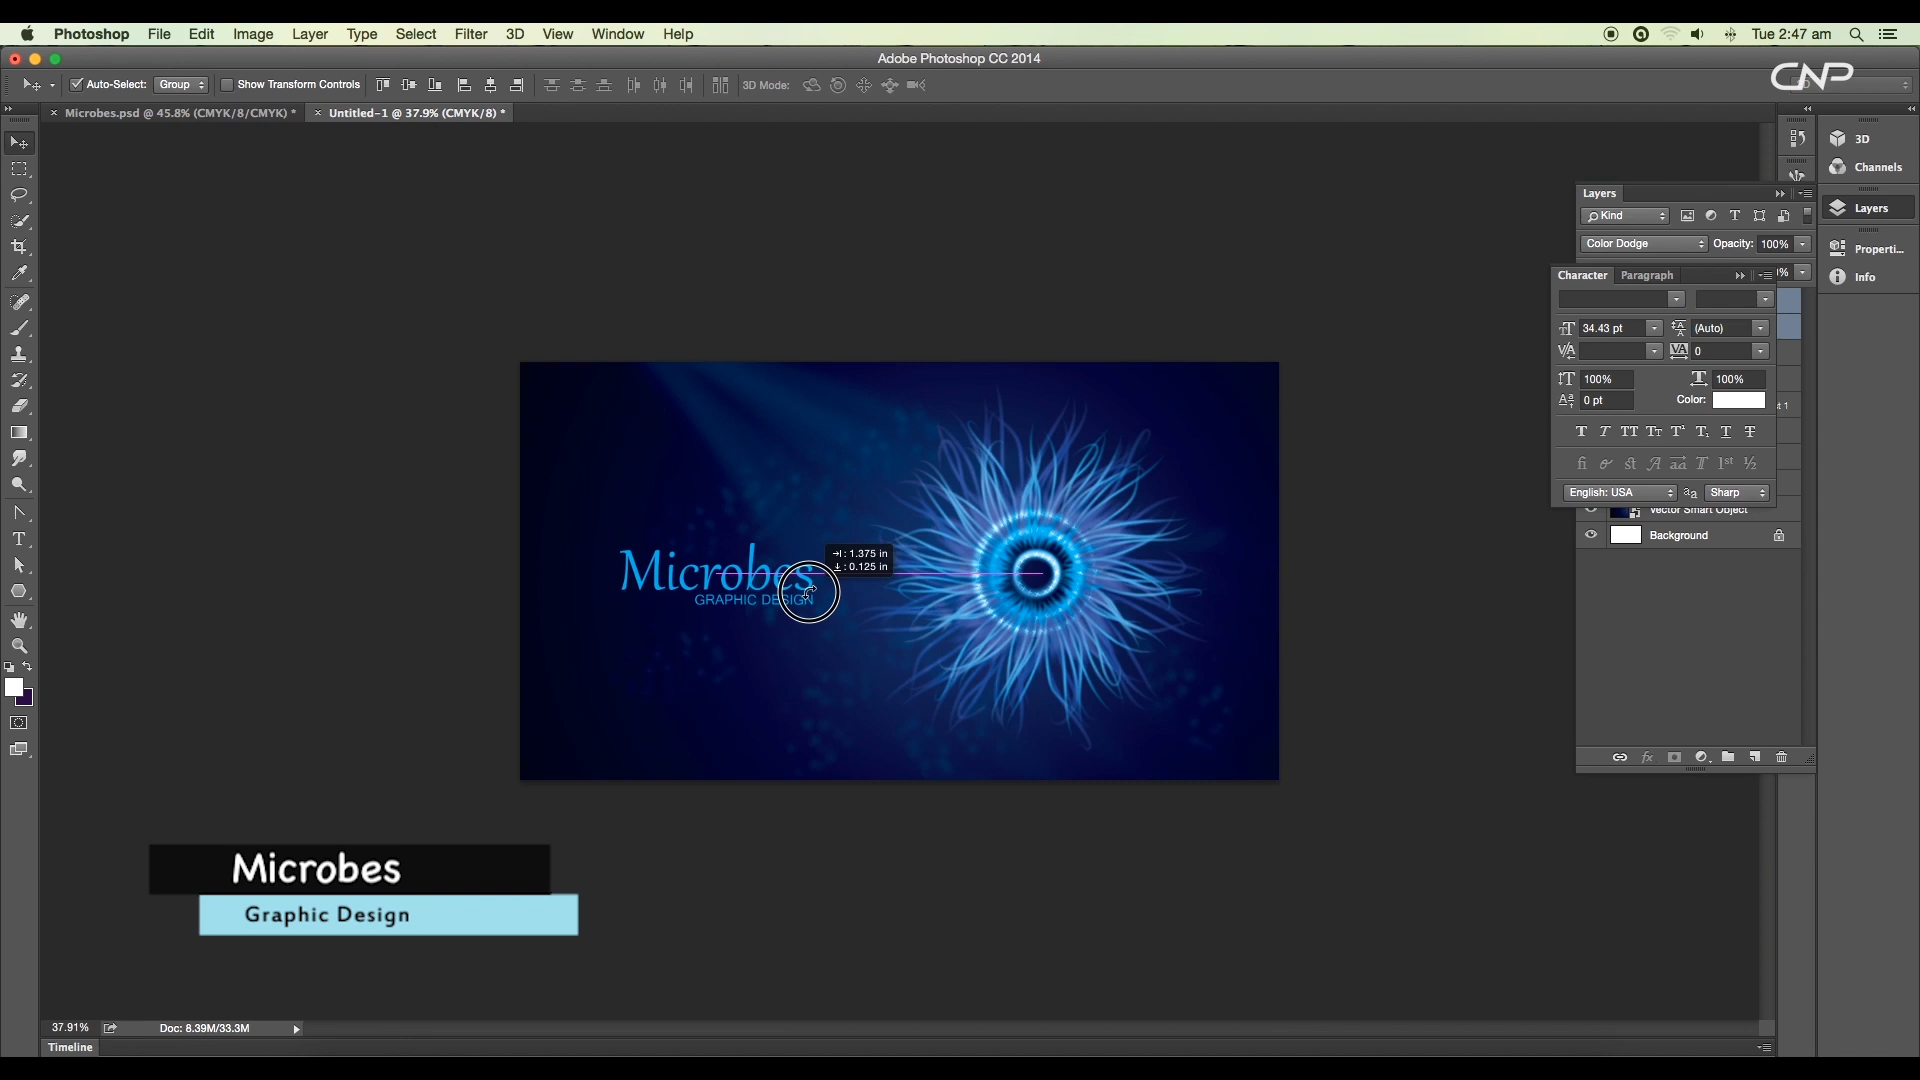 Photoshop File Edit Image Layer Type Select Filter 3D View Window Help Tue 2:47 am
Adobe Photoshop CC 2014
Auto-Select: Group Show Transform Controls 3D Mode:
CNP
Microbes.psd @ 45.8% (CMYK/8/CMYK) * Untitled-1 @ 37.9% (CMYK/8) *
3D
Channels
Layers
Properti...
Info
Layers
Kind
Color Dodge Opacity: 100%
Character Paragraph
34.43 pt (Auto)
0
100% 100%
0 pt Color:
English: USA Sharp
Vector Smart Object
Background
Microbes
GRAPHIC DESIGN
: 1.375 in
: 0.125 in
Microbes
Graphic Design
37.91% Doc: 8.39M/33.3M
Timeline